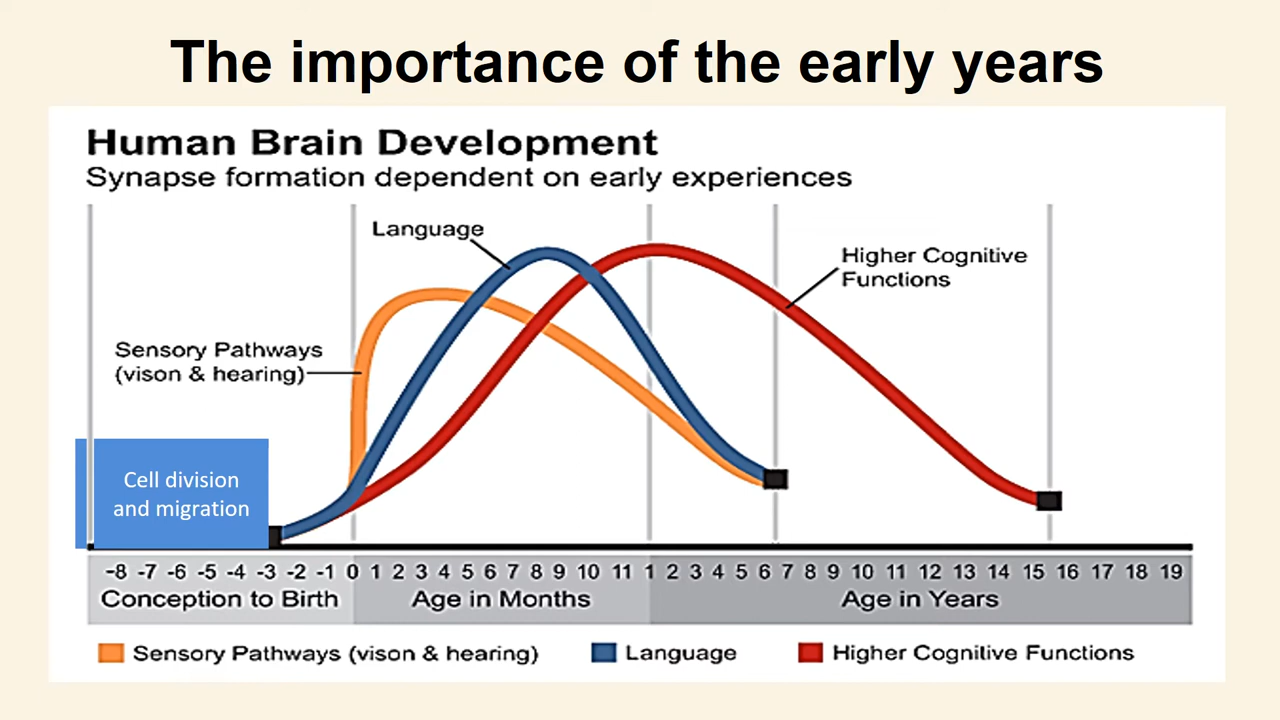 The importance of the early years
Human Brain Development
Synapse formation dependent on early experiences
Language
Higher Cognitive
Functions
Sensory Pathways
(vison & hearing)
Cell division
and migration
-8 -7 -6 -5 -4 -3 -2 -1 0 1 2 3 4 5 6 7 8 9 10 11 1 2 3 4 5 6 7 8 9 10 11 12 13 14 15 16 17 18 19
Conception to Birth Age in Months Age in Years
Sensory Pathways (vison & hearing) Language Higher Cognitive Functions